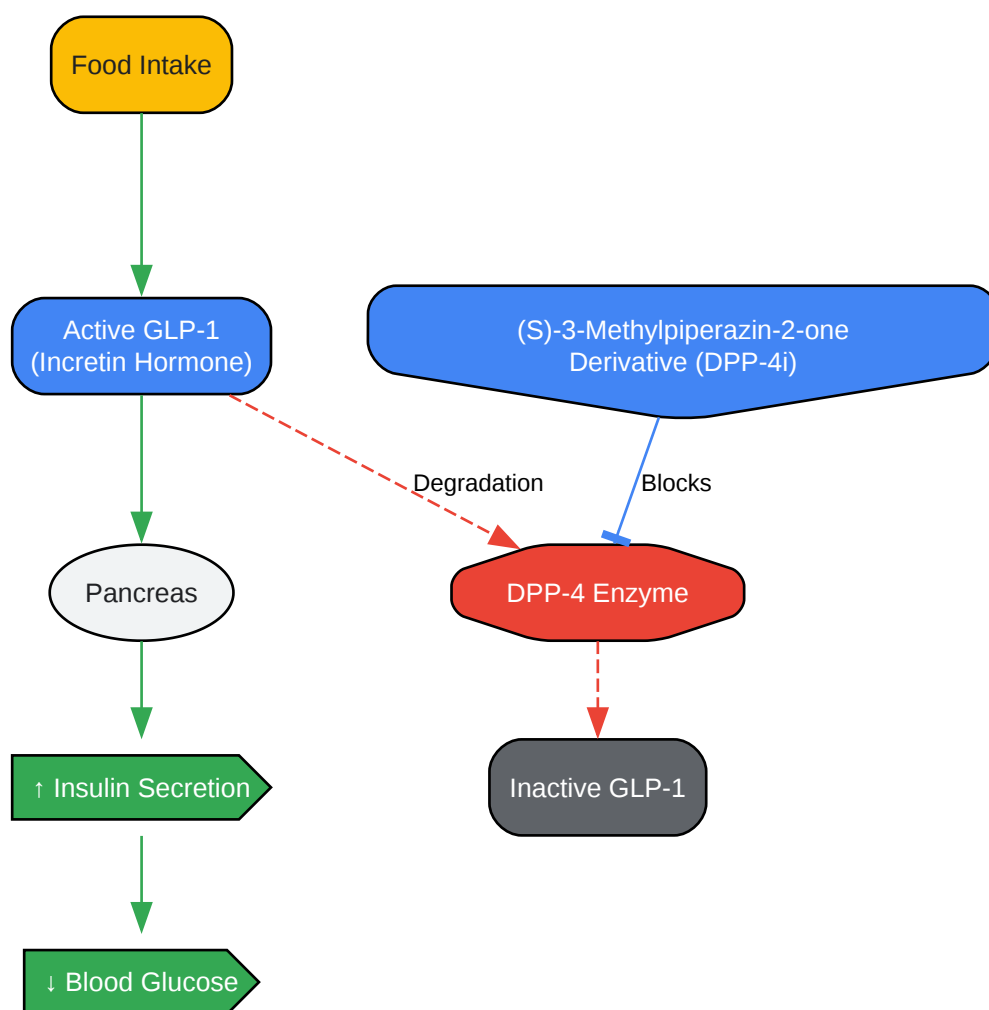 Food Intake
Active GLP-1
(Incretin Hormone)
(S)-3-Methylpiperazin-2-one
Derivative (DPP-4i)
Degradation
Blocks
Pancreas
DPP-4 Enzyme
↑ Insulin Secretion
Inactive GLP-1
↓ Blood Glucose